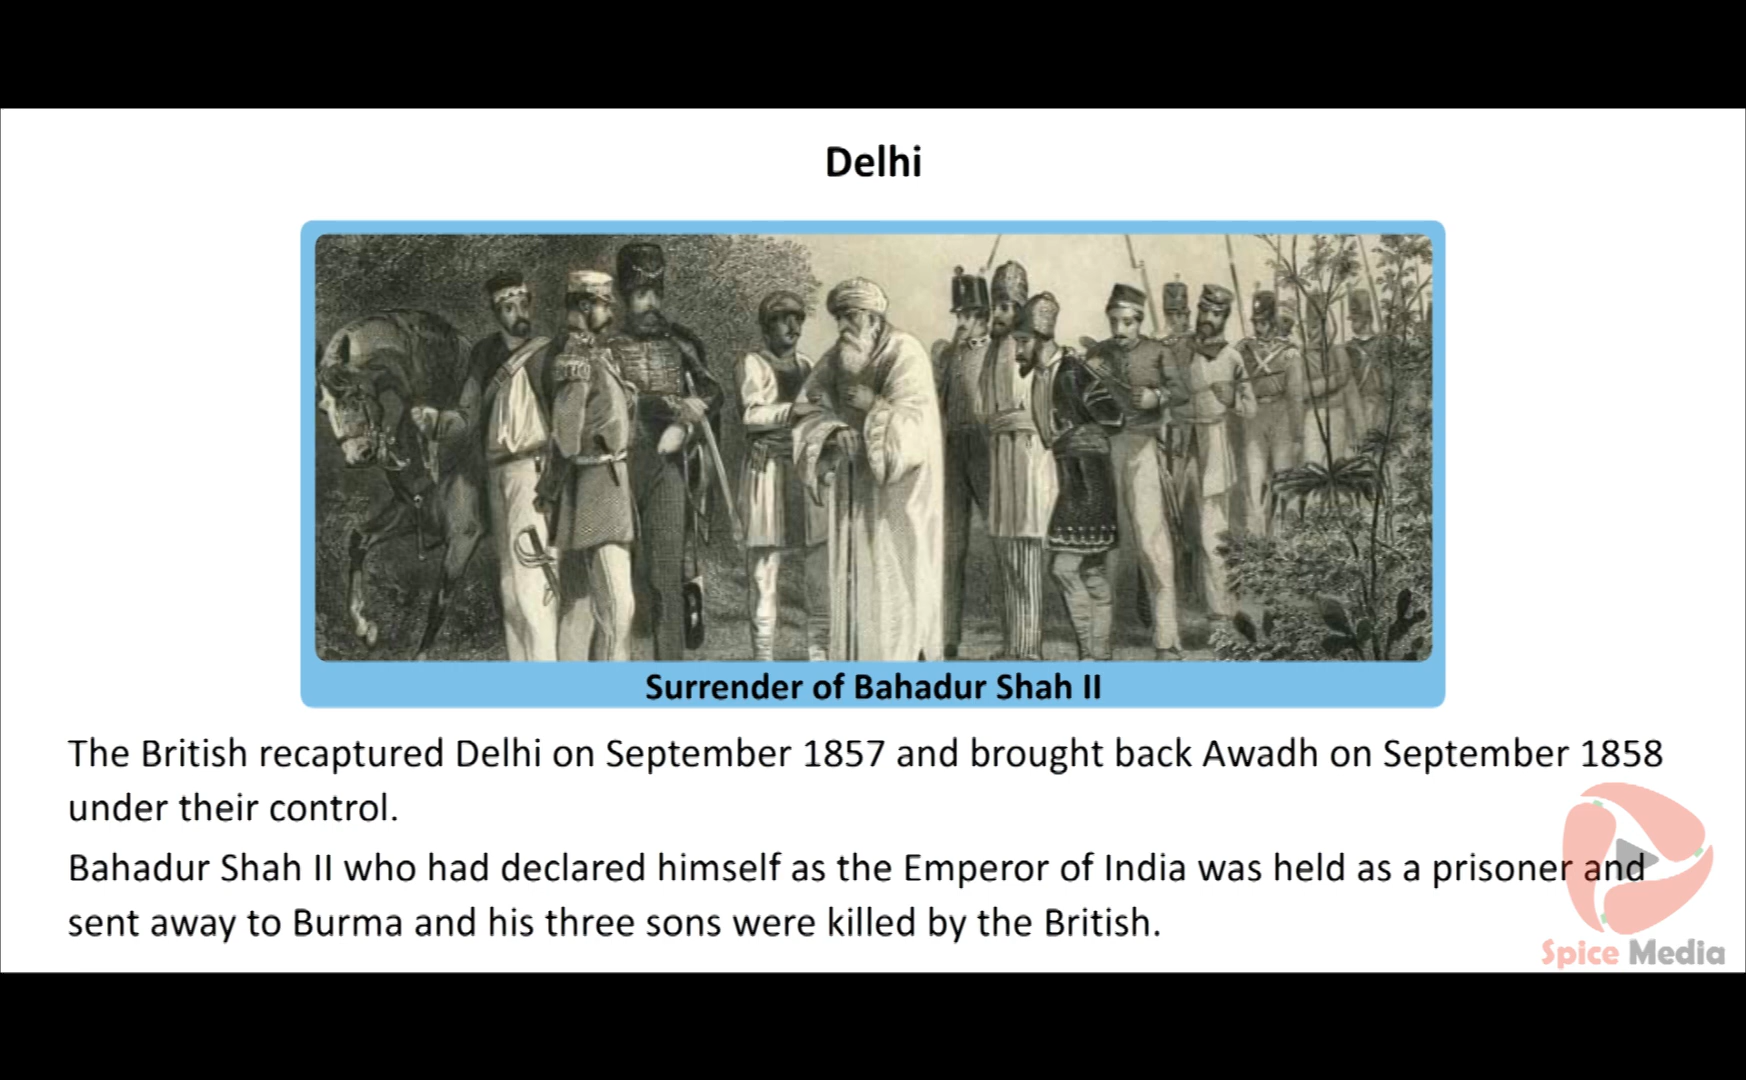 Delhi
Surrender of Bahadur Shah II
The British recaptured Delhi on September 1857 and brought back Awadh on September 1858
under their control.
Bahadur Shah II who had declared himself as the Emperor of India was held as a prisoner and
sent away to Burma and his three sons were killed by the British.
Spice Media